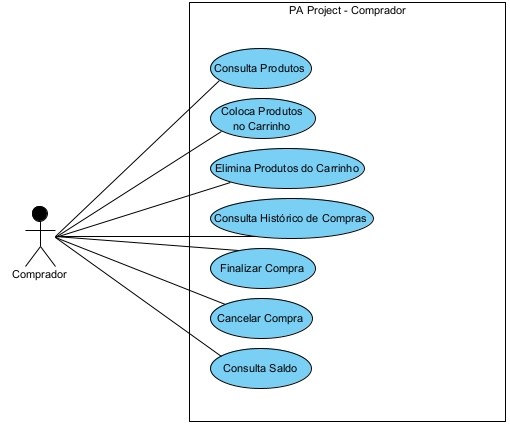 PA Project - Comprador
Consulta Produtos
Coloca Produtos
no Carrinho
Elimina Produtos do Carrinho
Consulta Histórico de Compras
Finalizar Compra
Cancelar Compra
Consulta Saldo
Comprador